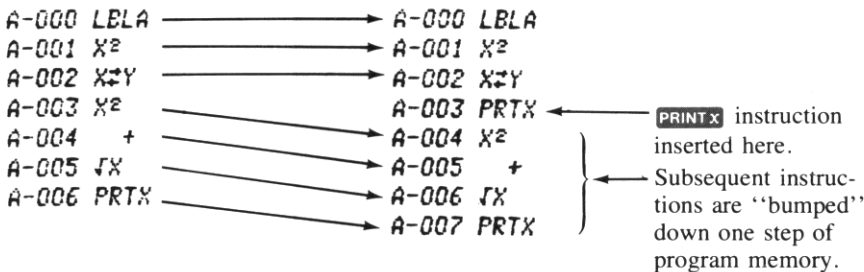 A-000 LBLA
A-001 X²
A-002 X⇄Y
A-003 X²
A-004 +
A-005 √X
A-006 PRTX
A-000 LBLA
A-001 X²
A-002 X⇄Y
A-003 PRTX
A-004 X²
A-005 +
A-006 √X
A-007 PRTX
PRINT X instruction
inserted here.
Subsequent instruc-
tions are ‘‘bumped’’
down one step of
program memory.